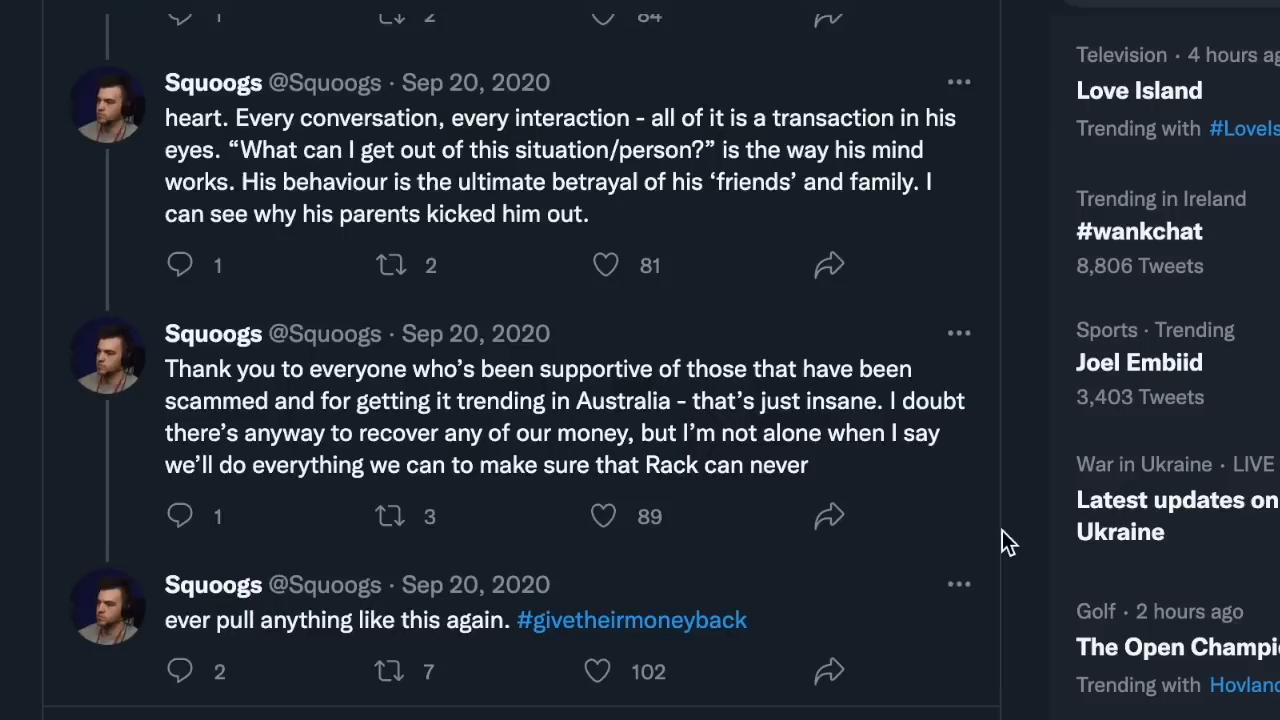 1 2 84
Squoogs @Squoogs · Sep 20, 2020
heart. Every conversation, every interaction - all of it is a transaction in his
eyes. “What can I get out of this situation/person?” is the way his mind
works. His behaviour is the ultimate betrayal of his ‘friends’ and family. I
can see why his parents kicked him out.
1 2 81
Squoogs @Squoogs · Sep 20, 2020
Thank you to everyone who’s been supportive of those that have been
scammed and for getting it trending in Australia - that’s just insane. I doubt
there’s anyway to recover any of our money, but I’m not alone when I say
we’ll do everything we can to make sure that Rack can never
1 3 89
Squoogs @Squoogs · Sep 20, 2020
ever pull anything like this again. #givetheirmoneyback
2 7 102
Television · 4 hours ag
Love Island
Trending with #LoveIs
Trending in Ireland
#wankchat
8,806 Tweets
Sports · Trending
Joel Embiid
3,403 Tweets
War in Ukraine · LIVE
Latest updates on
Ukraine
Golf · 2 hours ago
The Open Champi
Trending with Hovland